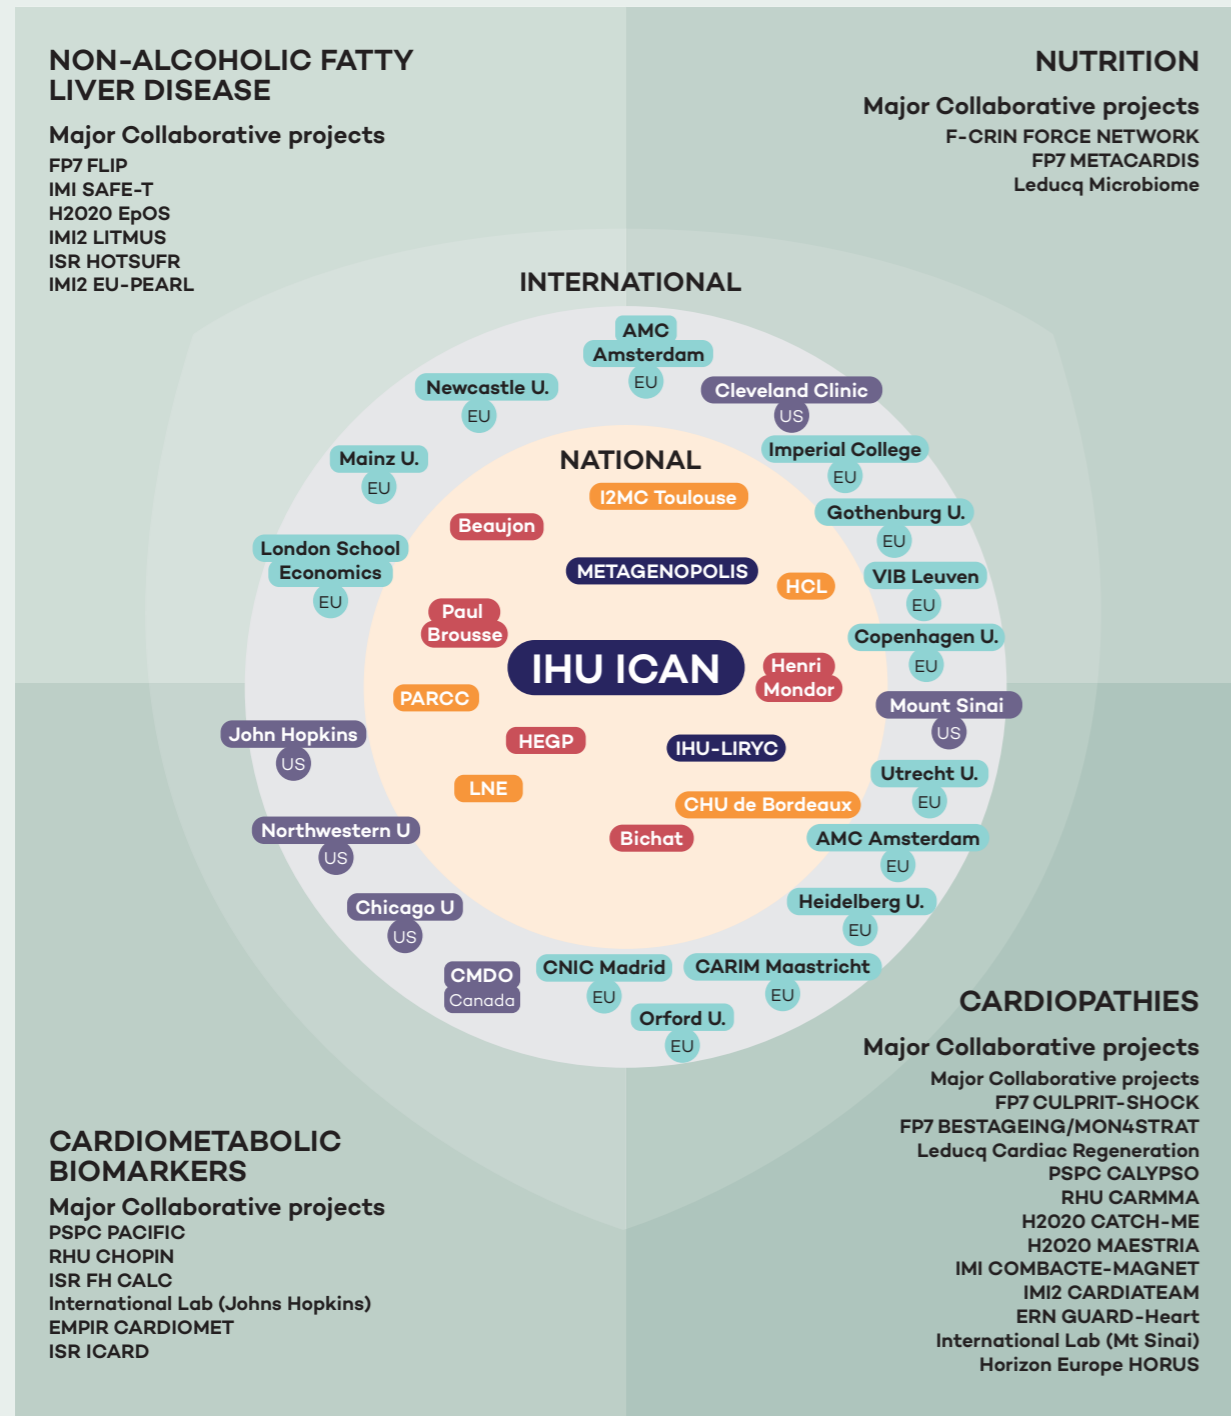 NON-ALCOHOLIC FATTY
LIVER DISEASE
Major Collaborative projects
FP7 FLIP
IMI SAFE-T
H2020 EpOS
IMI2 LITMUS
ISR HOTSUFR
IMI2 EU-PEARL
NUTRITION
Major Collaborative projects
F-CRIN FORCE NETWORK
FP7 METACARDIS
Leducq Microbiome
INTERNATIONAL
AMC
Amsterdam
EU
Newcastle U.
EU
Cleveland Clinic
US
Mainz U.
EU
Imperial College
EU
London School
Economics
EU
Gothenburg U.
EU
VIB Leuven
EU
Copenhagen U.
EU
Mount Sinai
US
John Hopkins
US
Utrecht U.
EU
Northwestern U
US
AMC Amsterdam
EU
Chicago U
US
Heidelberg U.
EU
CMDO
Canada
CNIC Madrid
EU
CARIM Maastricht
EU
Orford U.
EU
NATIONAL
I2MC Toulouse
Beaujon
METAGENOPOLIS
HCL
Paul
Brousse
IHU ICAN
Henri
Mondor
PARCC
HEGP
IHU-LIRYC
LNE
CHU de Bordeaux
Bichat
CARDIOMETABOLIC
BIOMARKERS
Major Collaborative projects
PSPC PACIFIC
RHU CHOPIN
ISR FH CALC
International Lab (Johns Hopkins)
EMPIR CARDIOMET
ISR ICARD
CARDIOPATHIES
Major Collaborative projects
Major Collaborative projects
FP7 CULPRIT-SHOCK
FP7 BESTAGEING/MON4STRAT
Leducq Cardiac Regeneration
PSPC CALYPSO
RHU CARMMA
H2020 CATCH-ME
H2020 MAESTRIA
IMI COMBACTE-MAGNET
IMI2 CARDIATEAM
ERN GUARD-Heart
International Lab (Mt Sinai)
Horizon Europe HORUS